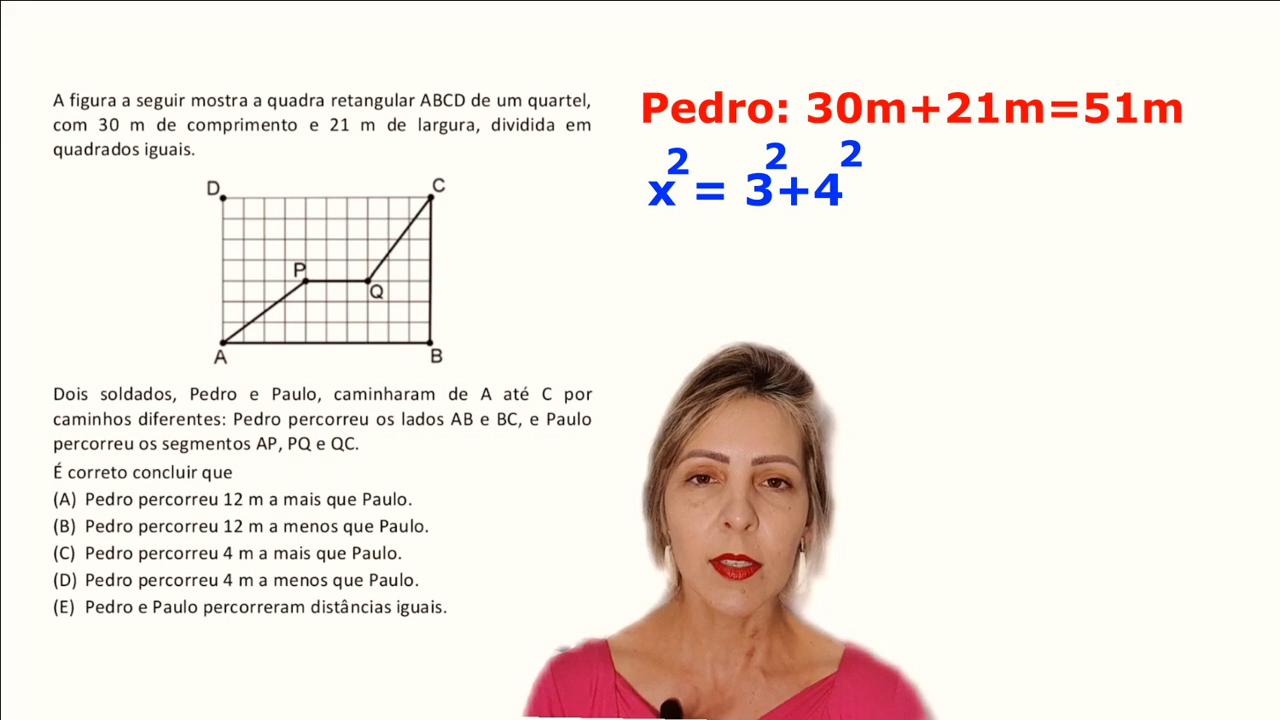 A figura a seguir mostra a quadra retangular ABCD de um quartel,
com 30 m de comprimento e 21 m de largura, dividida em
quadrados iguais.
D
C
P
Q
A
B
Dois soldados, Pedro e Paulo, caminharam de A até C por
caminhos diferentes: Pedro percorreu os lados AB e BC, e Paulo
percorreu os segmentos AP, PQ e QC.
É correto concluir que
(A) Pedro percorreu 12 m a mais que Paulo.
(B) Pedro percorreu 12 m a menos que Paulo.
(C) Pedro percorreu 4 m a mais que Paulo.
(D) Pedro percorreu 4 m a menos que Paulo.
(E) Pedro e Paulo percorreram distâncias iguais.
Pedro: 30m+21m=51m
x² = 3²+4²